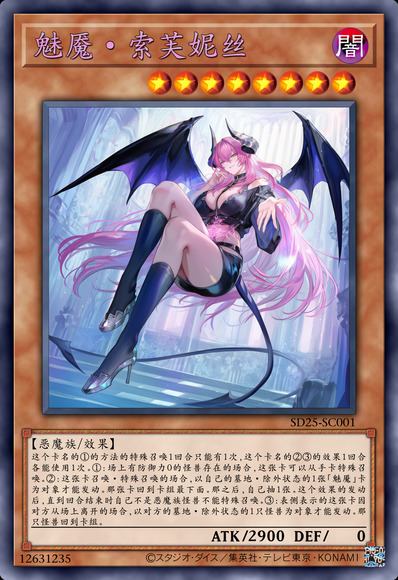 魅魇·索芙妮丝
闇
SD25-SC001
【恶魔族/效果】
这个卡名的①的方法的特殊召唤1回合只能有1次，这个卡名的②③的效果1回合
各能使用1次。①：场上有防御力0的怪兽存在的场合，这张卡可以从手卡特殊召
唤。②：这张卡召唤·特殊召唤的场合，以自己的墓地·除外状态的1张「魅魇」卡
为对象才能发动。那张卡回到卡组最下面。那之后，自己抽1张。这个效果的发动
后，直到回合结束时自己不是恶魔族怪兽不能特殊召唤。③：表侧表示的这张卡因
对方从场上离开的场合，以对方的墓地·除外状态的1只怪兽为对象才能发动。那
只怪兽回到卡组。
ATK/2900 DEF/ 0
12631235
©スタジオ・ダイス／集英社・テレビ東京・KONAMI